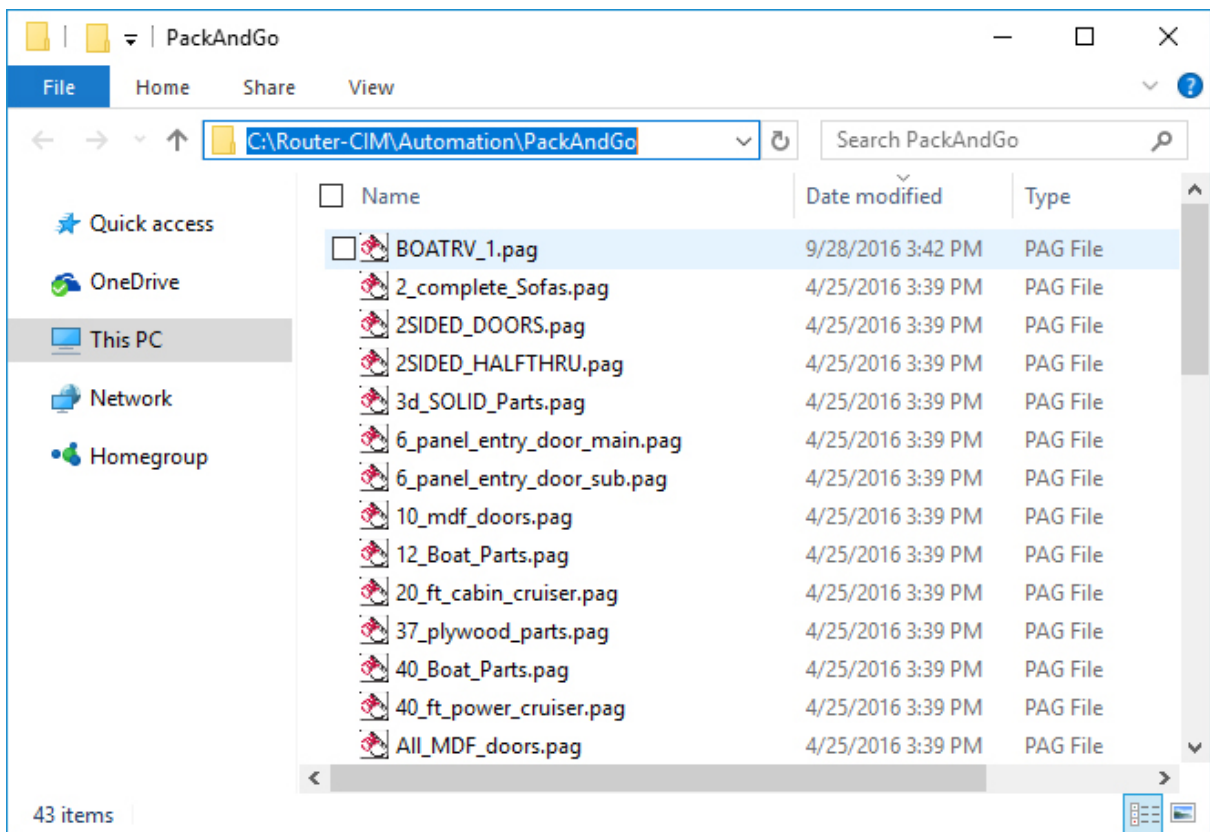 PackAndGo
File Home Share View
C:\Router-CIM\Automation\PackAndGo Search PackAndGo
Name Date modified Type
Quick access
OneDrive
This PC
Network
Homegroup
BOATRV_1.pag 9/28/2016 3:42 PM PAG File
2_complete_Sofas.pag 4/25/2016 3:39 PM PAG File
2SIDED_DOORS.pag 4/25/2016 3:39 PM PAG File
2SIDED_HALFTHRU.pag 4/25/2016 3:39 PM PAG File
3d_SOLID_Parts.pag 4/25/2016 3:39 PM PAG File
6_panel_entry_door_main.pag 4/25/2016 3:39 PM PAG File
6_panel_entry_door_sub.pag 4/25/2016 3:39 PM PAG File
10_mdf_doors.pag 4/25/2016 3:39 PM PAG File
12_Boat_Parts.pag 4/25/2016 3:39 PM PAG File
20_ft_cabin_cruiser.pag 4/25/2016 3:39 PM PAG File
37_plywood_parts.pag 4/25/2016 3:39 PM PAG File
40_Boat_Parts.pag 4/25/2016 3:39 PM PAG File
40_ft_power_cruiser.pag 4/25/2016 3:39 PM PAG File
All_MDF_doors.pag 4/25/2016 3:39 PM PAG File
43 items